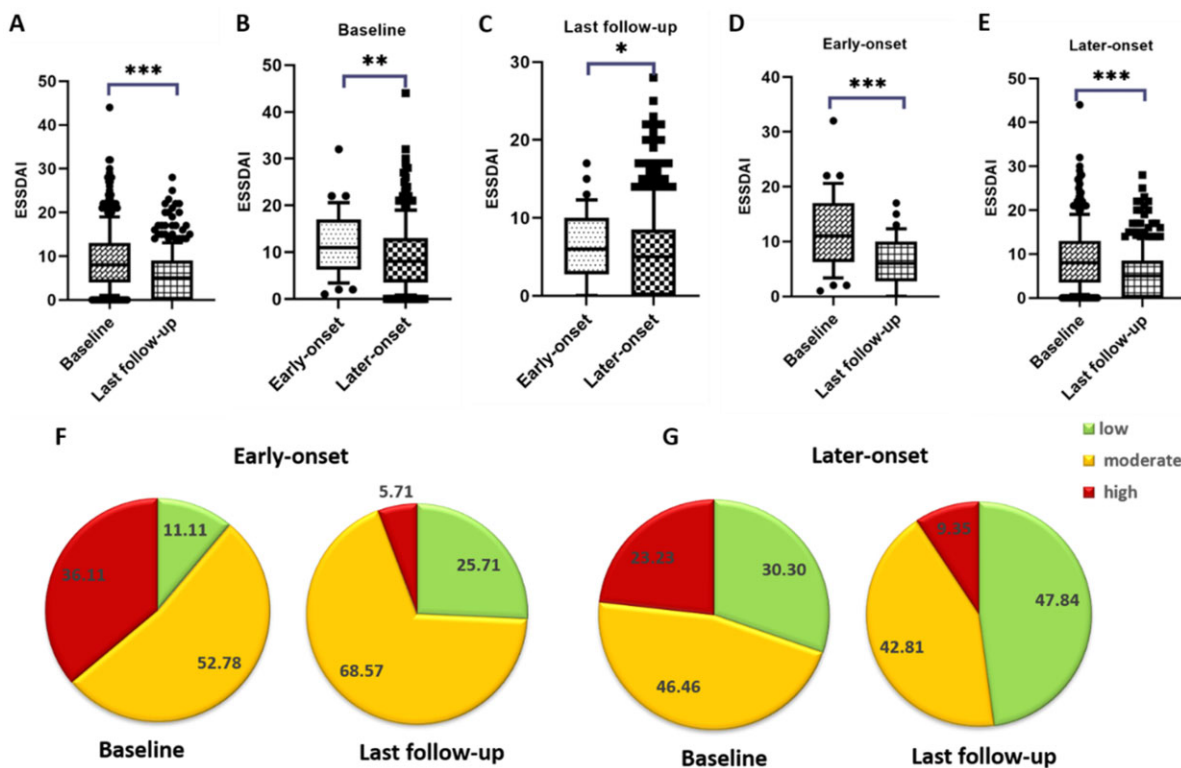 A
***
ESSDAI
50
40
30
20
10
0
Baseline
Last follow-up
B
Baseline
**
ESSDAI
50
40
30
20
10
0
Early-onset
Later-onset
C
Last follow-up
*
ESSDAI
30
20
10
0
Early-onset
Later-onset
D
Early-onset
***
ESSDAI
40
30
20
10
0
Baseline
Last follow-up
E
Later-onset
***
ESSDAI
50
40
30
20
10
0
Baseline
Last follow-up
F
Early-onset
11.11
36.11
52.78
Baseline
5.71
25.71
68.57
Last follow-up
G
Later-onset
low
moderate
high
23.23
30.30
46.46
Baseline
9.35
47.84
42.81
Last follow-up